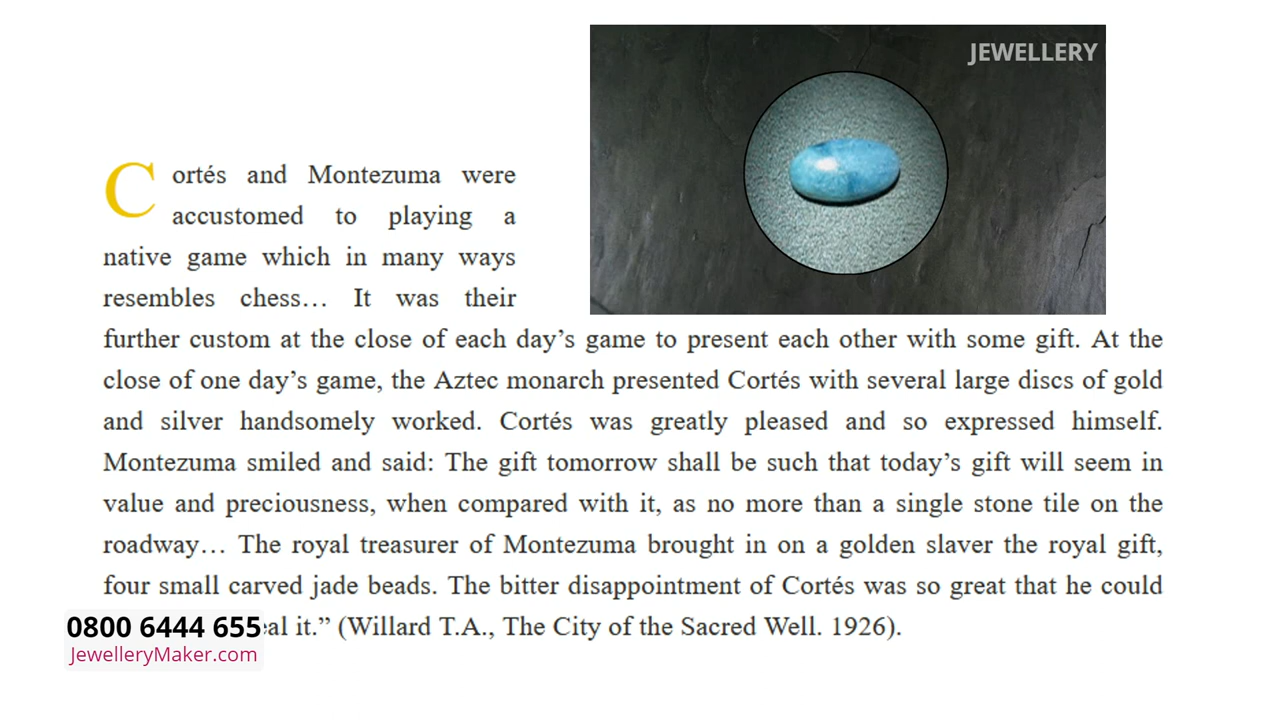 JEWELLERY
Cortés and Montezuma were
accustomed to playing a
native game which in many ways
resembles chess… It was their
further custom at the close of each day’s game to present each other with some gift. At the
close of one day’s game, the Aztec monarch presented Cortés with several large discs of gold
and silver handsomely worked. Cortés was greatly pleased and so expressed himself.
Montezuma smiled and said: The gift tomorrow shall be such that today’s gift will seem in
value and preciousness, when compared with it, as no more than a single stone tile on the
roadway… The royal treasurer of Montezuma brought in on a golden slaver the royal gift,
four small carved jade beads. The bitter disappointment of Cortés was so great that he could
it.” (Willard T.A., The City of the Sacred Well. 1926).
0800 6444 655
JewelleryMaker.com